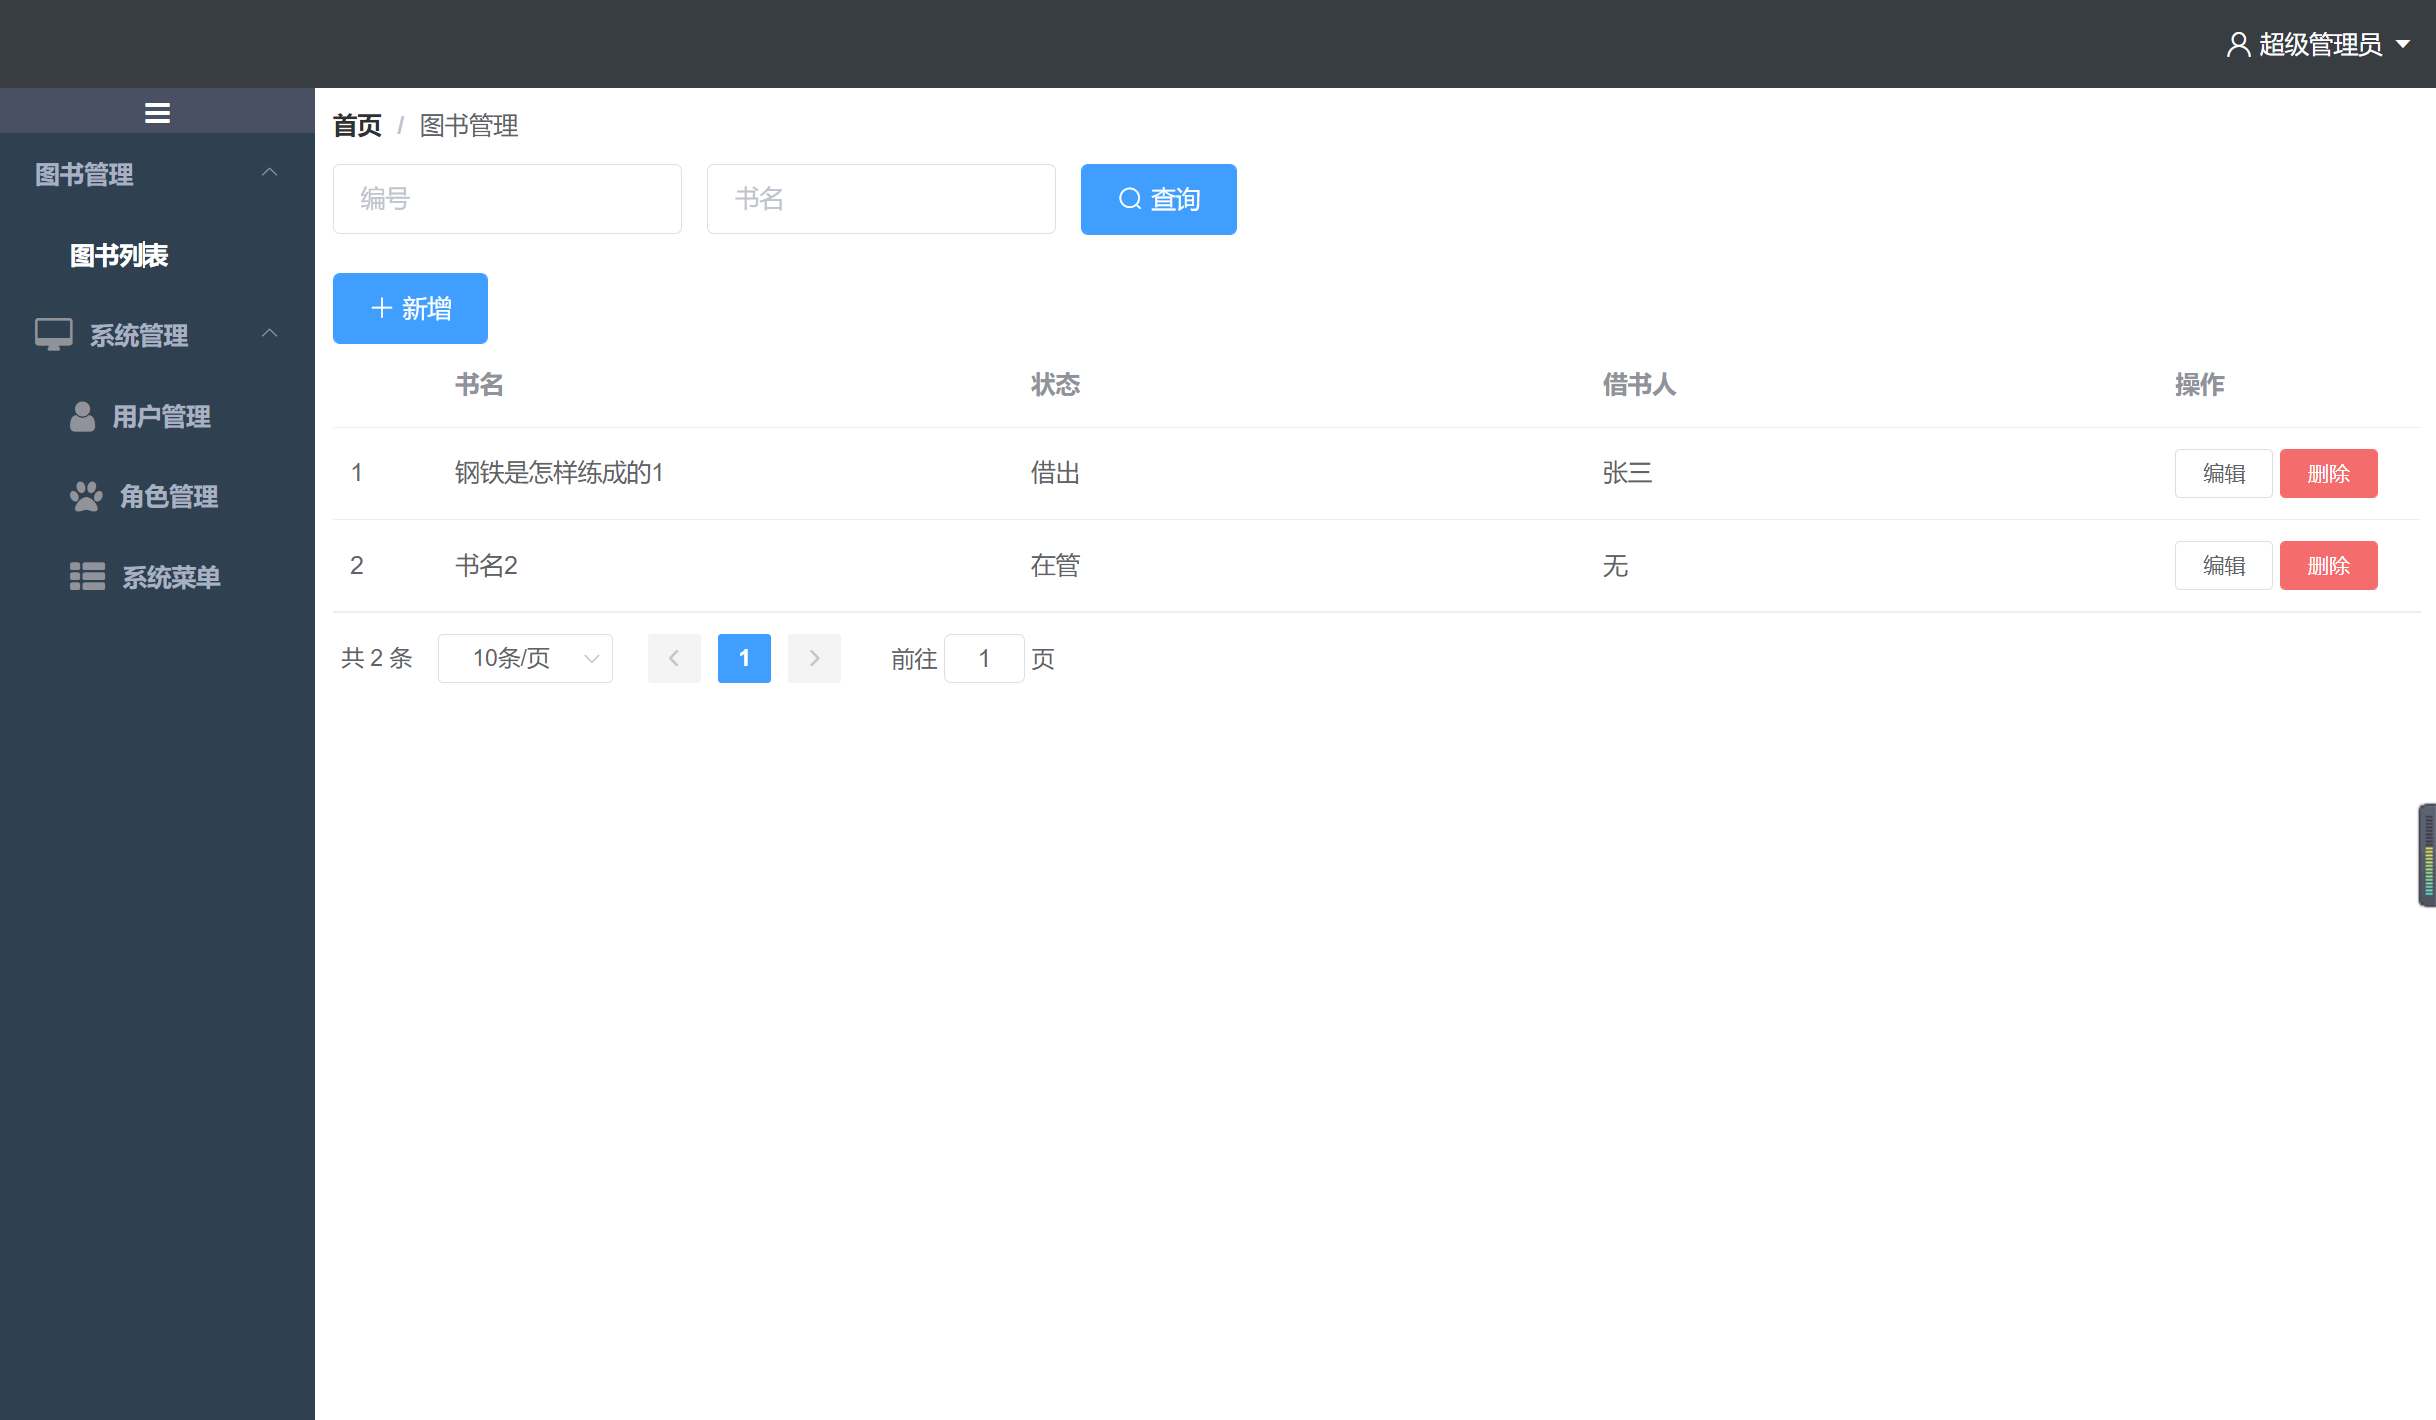 超级管理员
图书管理
图书列表
系统管理
用户管理
角色管理
系统菜单
首页 / 图书管理
编号 书名 查询
新增
书名 状态 借书人 操作
1 钢铁是怎样练成的1 借出 张三 编辑 删除
2 书名2 在管 无 编辑 删除
共 2 条 10条/页 1 前往 1 页